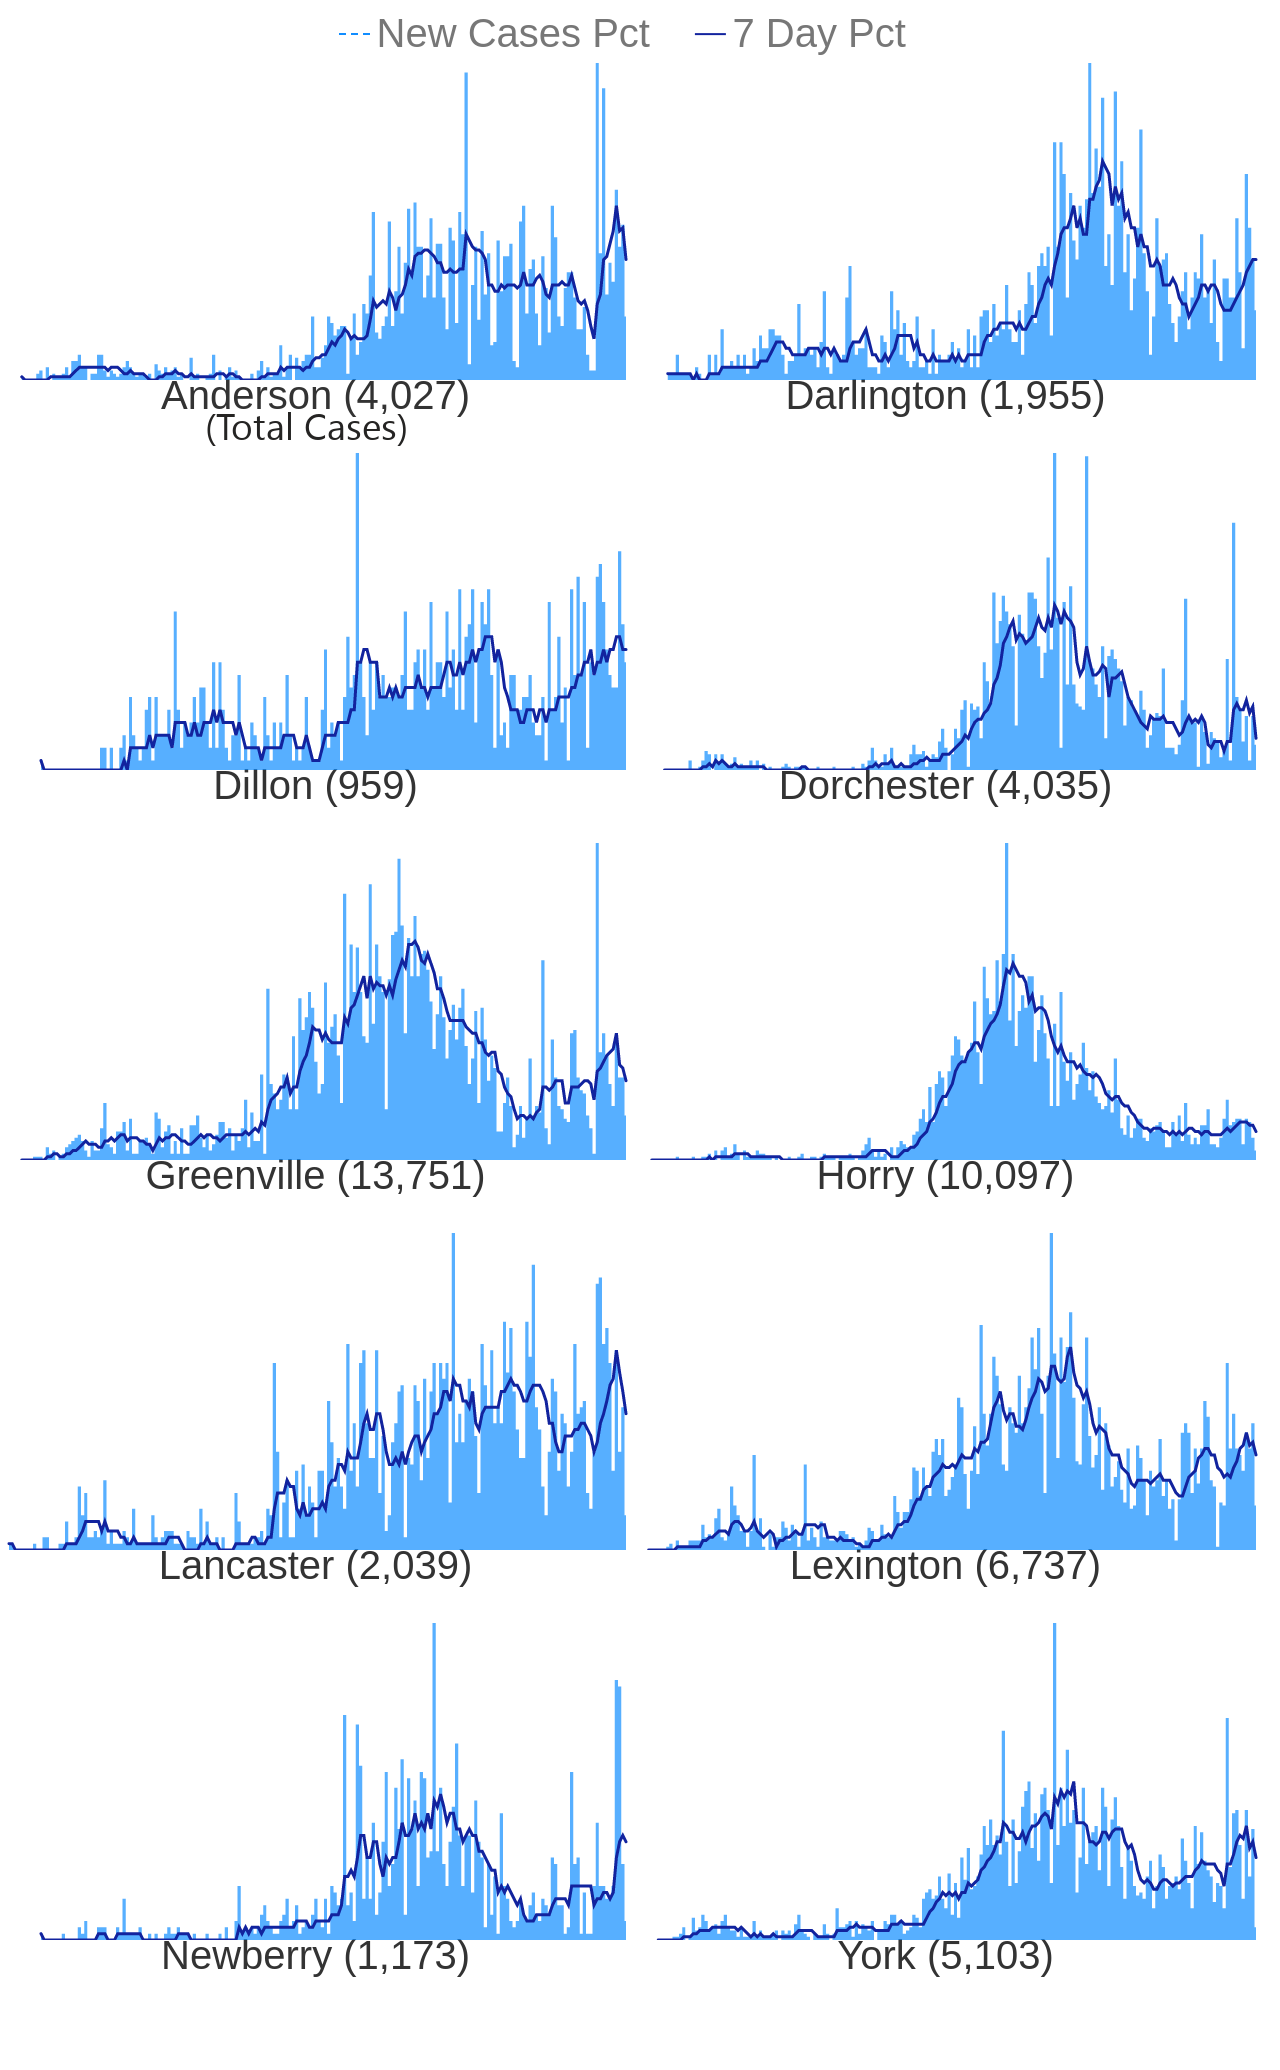 New Cases Pct 7 Day Pct
Anderson (4,027) Darlington (1,955)
(Total Cases)
Dillon (959) Dorchester (4,035)
Greenville (13,751) Horry (10,097)
Lancaster (2,039) Lexington (6,737)
Newberry (1,173) York (5,103)